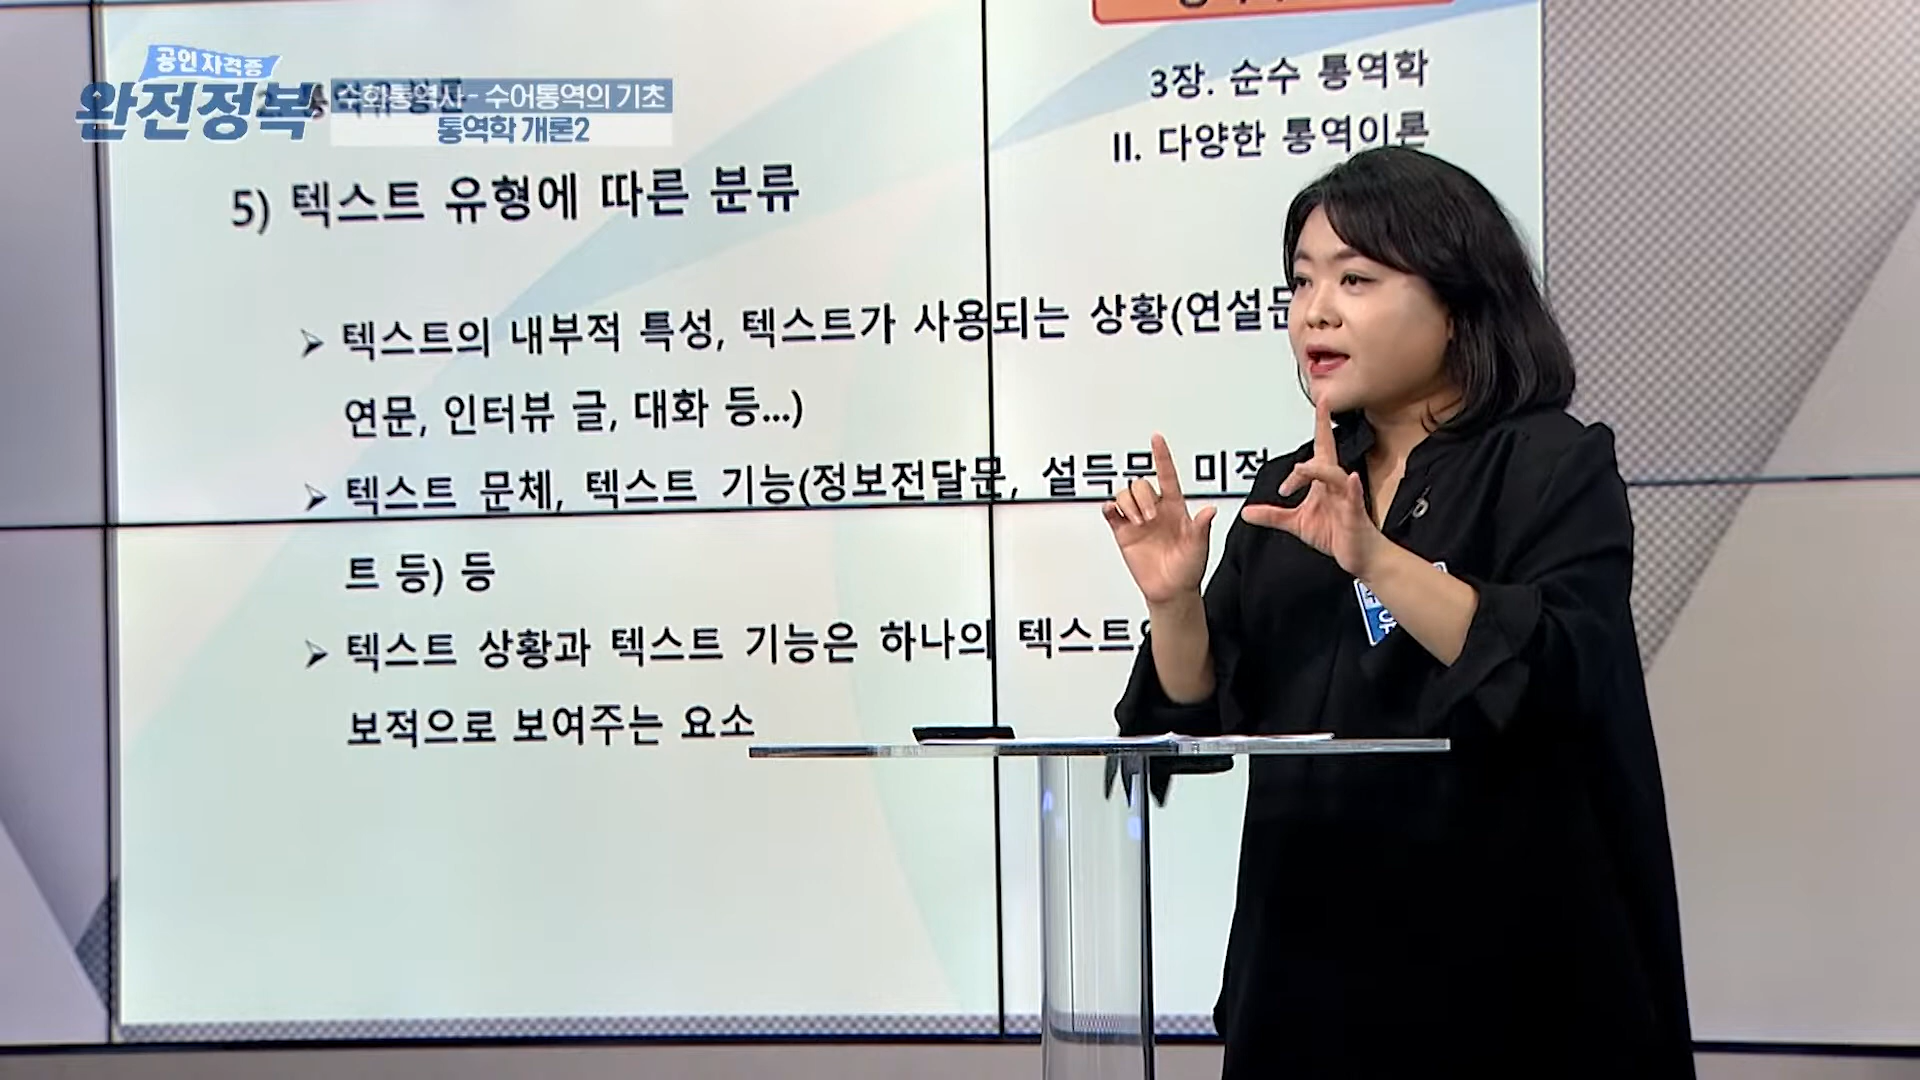 공인 자격증
완전정복
수화통역사 - 수어통역의 기초
통역학 개론2
3장. 순수 통역학
II. 다양한 통역이론
5) 텍스트 유형에 따른 분류
➢ 텍스트의 내부적 특성, 텍스트가 사용되는 상황(연설문
연문, 인터뷰 글, 대화 등...)
➢ 텍스트 문체, 텍스트 기능(정보전달문, 설득문, 미적
트 등) 등
➢ 텍스트 상황과 텍스트 기능은 하나의 텍스트
보적으로 보여주는 요소